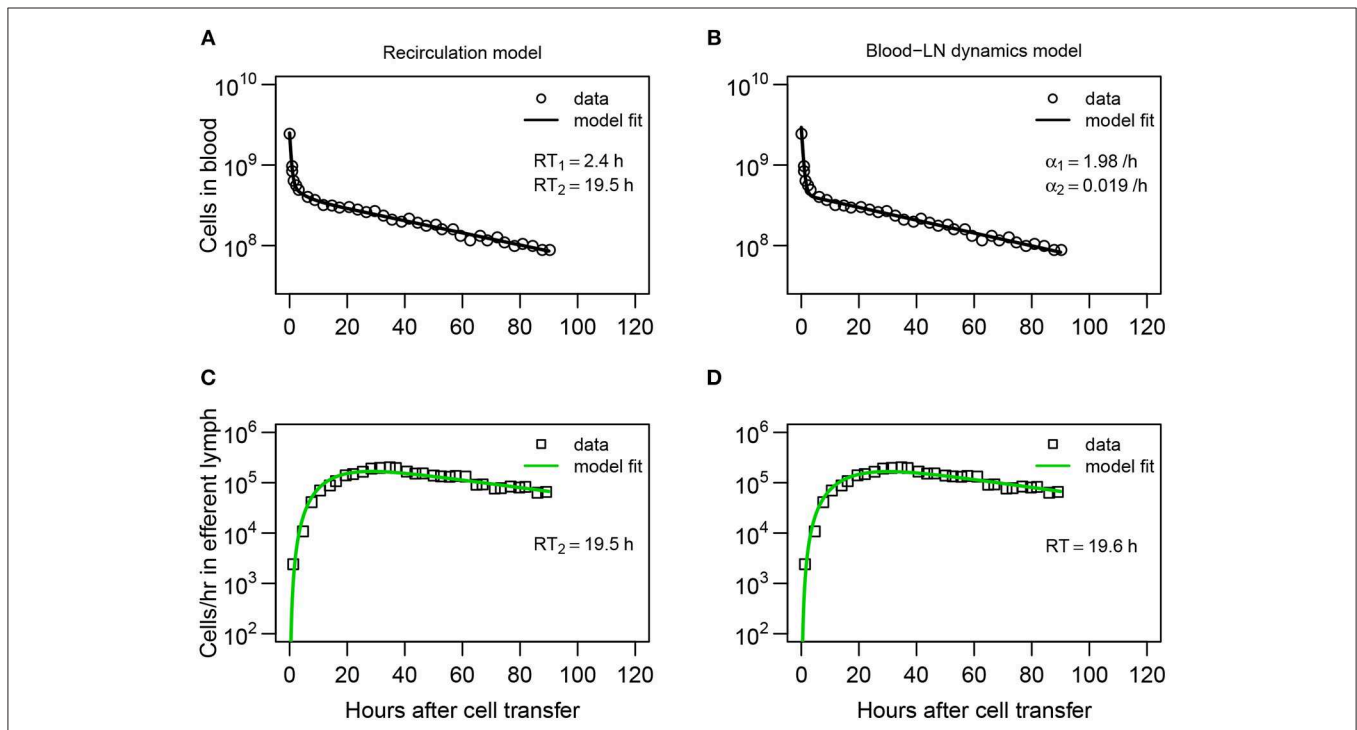 A
Recirculation model
10^10
10^9
10^8
Cells in blood
data
model fit
RT₁ = 2.4 h
RT₂ = 19.5 h
0 20 40 60 80 100 120
B
Blood−LN dynamics model
10^10
10^9
10^8
data
model fit
α₁ = 1.98 /h
α₂ = 0.019 /h
0 20 40 60 80 100 120
C
10^6
10^5
10^4
10^3
10^2
Cells/hr in efferent lymph
data
model fit
RT₂ = 19.5 h
0 20 40 60 80 100 120
Hours after cell transfer
D
10^6
10^5
10^4
10^3
10^2
data
model fit
RT = 19.6 h
0 20 40 60 80 100 120
Hours after cell transfer